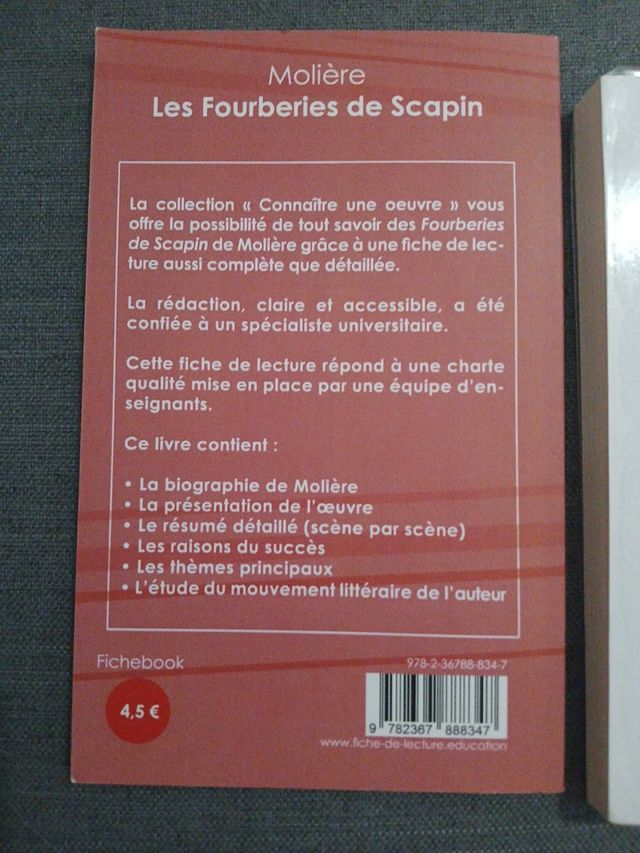 Molière
Les Fourberies de Scapin
La collection « Connaître une oeuvre » vous
offre la possibilité de tout savoir des Fourberies
de Scapin de Molière grâce à une fiche de lec-
ture aussi complète que détaillée.
La rédaction, claire et accessible, a été
confiée à un spécialiste universitaire.
Cette fiche de lecture répond à une charte
qualité mise en place par une équipe d'en-
seignants.
Ce livre contient :
• La biographie de Molière
• La présentation de l'œuvre
• Le résumé détaillé (scène par scène)
• Les raisons du succès
• Les thèmes principaux
• L'étude du mouvement littéraire de l'auteur
Fichebook
4,5 €
978-2-36788-834-7
9 782367 888347
www.fiche-de-lecture.education